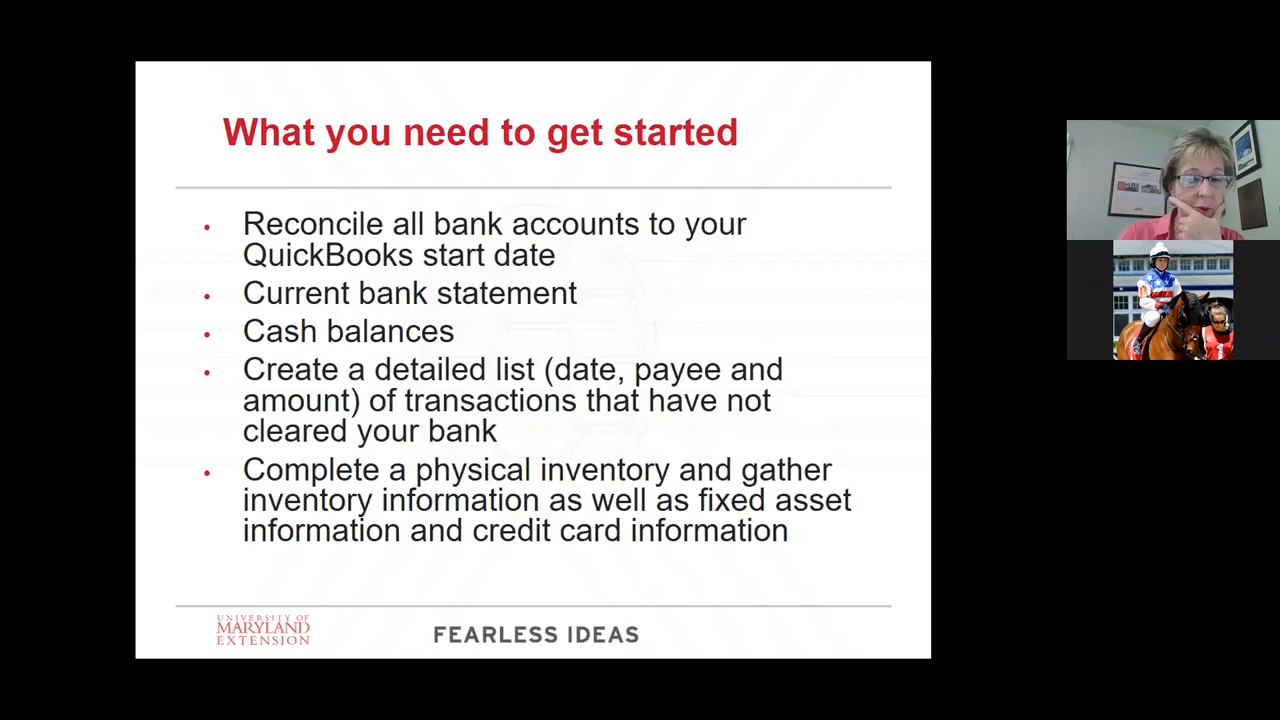 What you need to get started
• Reconcile all bank accounts to your
QuickBooks start date
• Current bank statement
• Cash balances
• Create a detailed list (date, payee and
amount) of transactions that have not
cleared your bank
• Complete a physical inventory and gather
inventory information as well as fixed asset
information and credit card information
UNIVERSITY OF
MARYLAND
EXTENSION
FEARLESS IDEAS
1